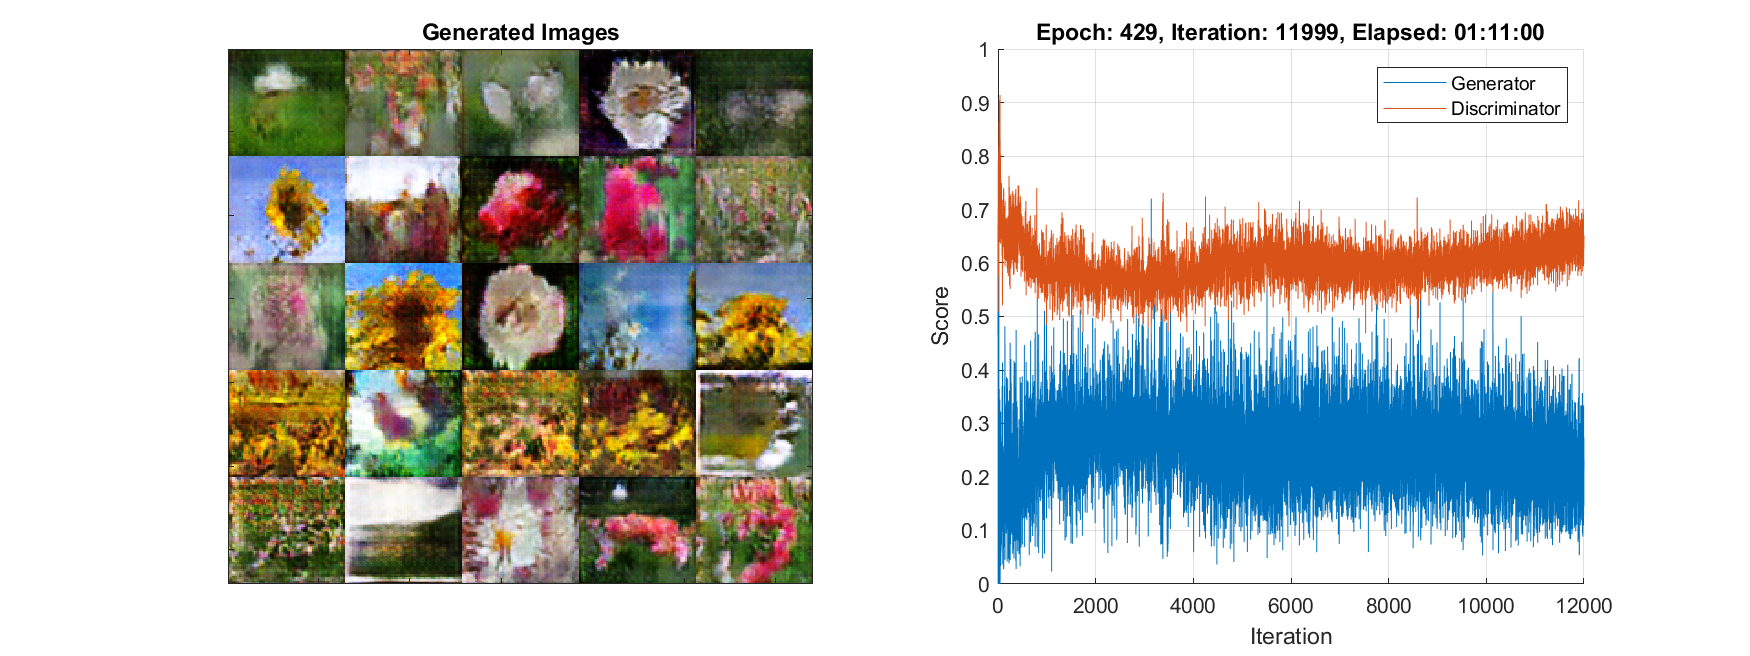 Generated Images
Epoch: 429, Iteration: 11999, Elapsed: 01:11:00
Generator
Discriminator
1
0.9
0.8
0.7
0.6
0.5
0.4
0.3
0.2
0.1
0
Score
0 2000 4000 6000 8000 10000 12000
Iteration